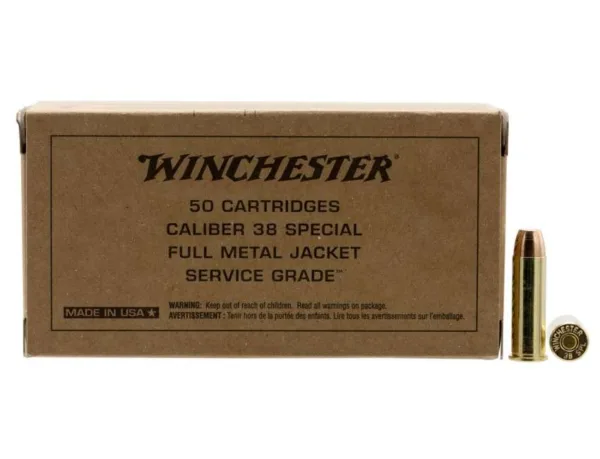 WINCHESTER®
50 CARTRIDGES
CALIBER 38 SPECIAL
FULL METAL JACKET
SERVICE GRADE™
MADE IN USA ★
WARNING: Keep out of reach of children. Read all warnings on package.
AVERTISSEMENT : Tenir hors de la portée des enfants. Lire tous les avertissements sur l'emballage.
WINCHESTER
38 SPL